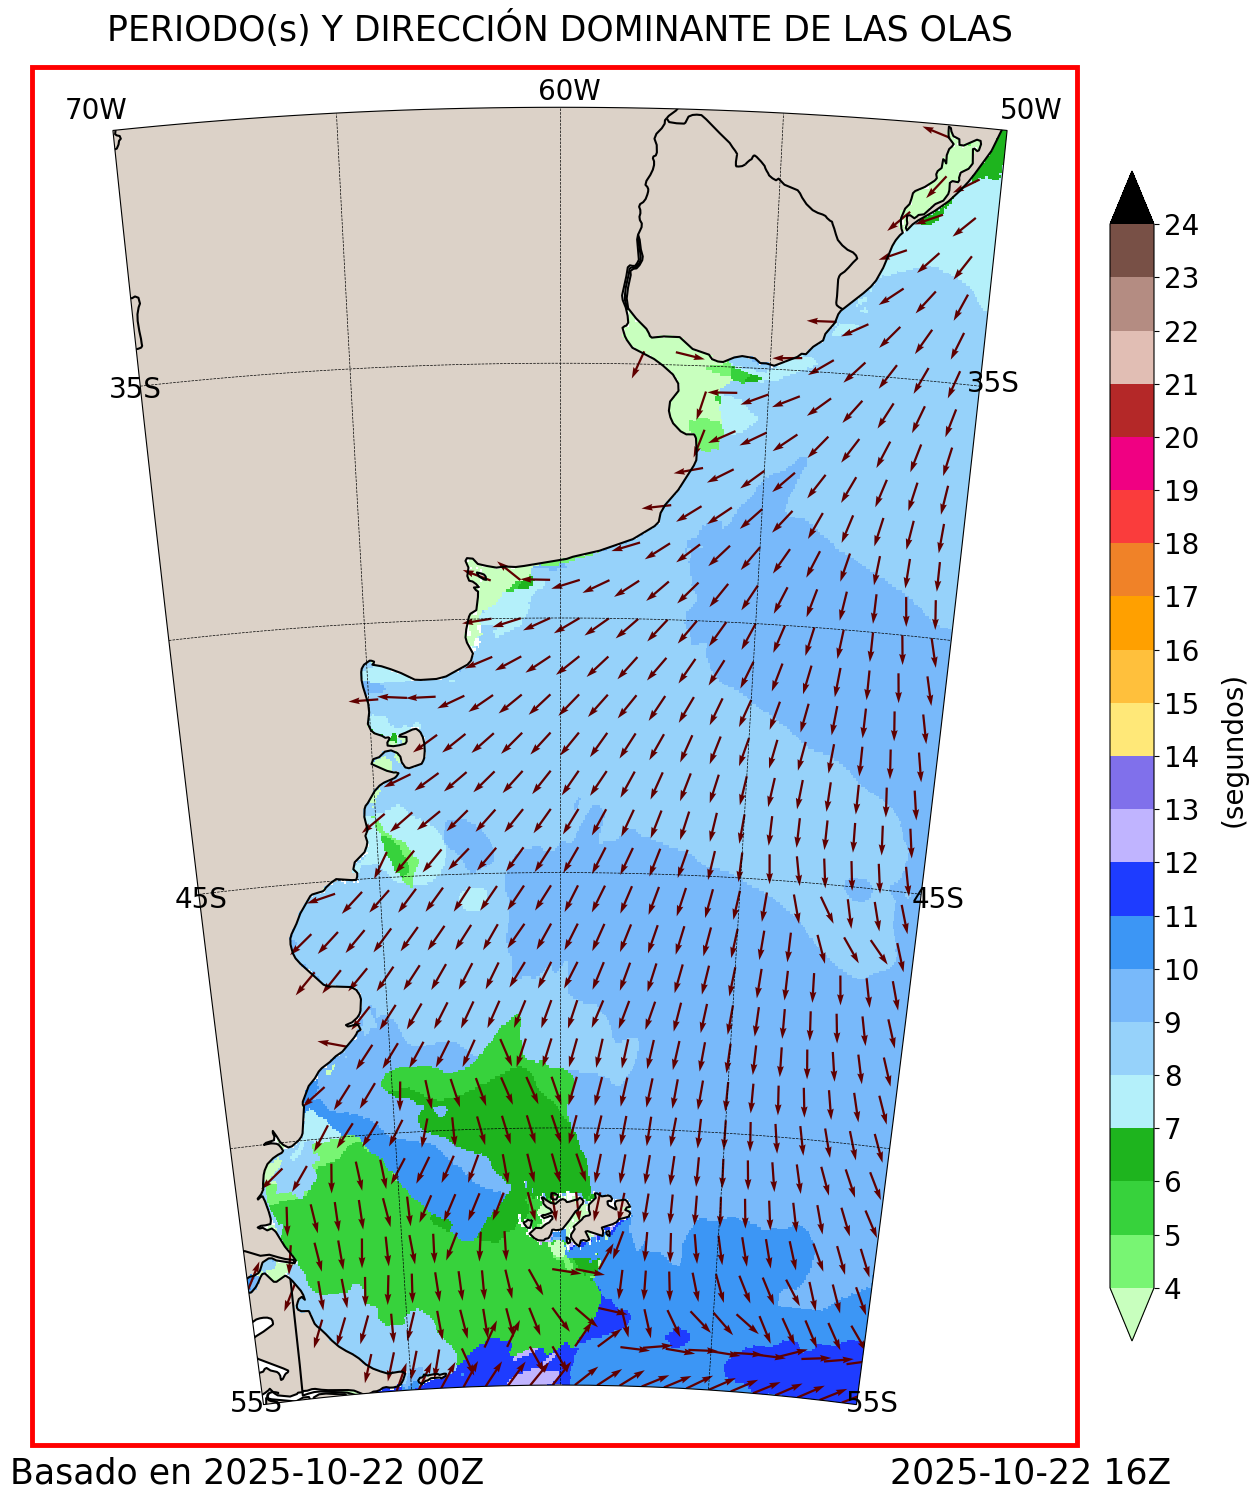 PERIODO(s) Y DIRECCIÓN DOMINANTE DE LAS OLAS
70W
60W
50W
35S
35S
45S
45S
55S
55S
24
23
22
21
20
19
18
17
16
15
14
13
12
11
10
9
8
7
6
5
4
(segundos)
Basado en 2025-10-22 00Z
2025-10-22 16Z